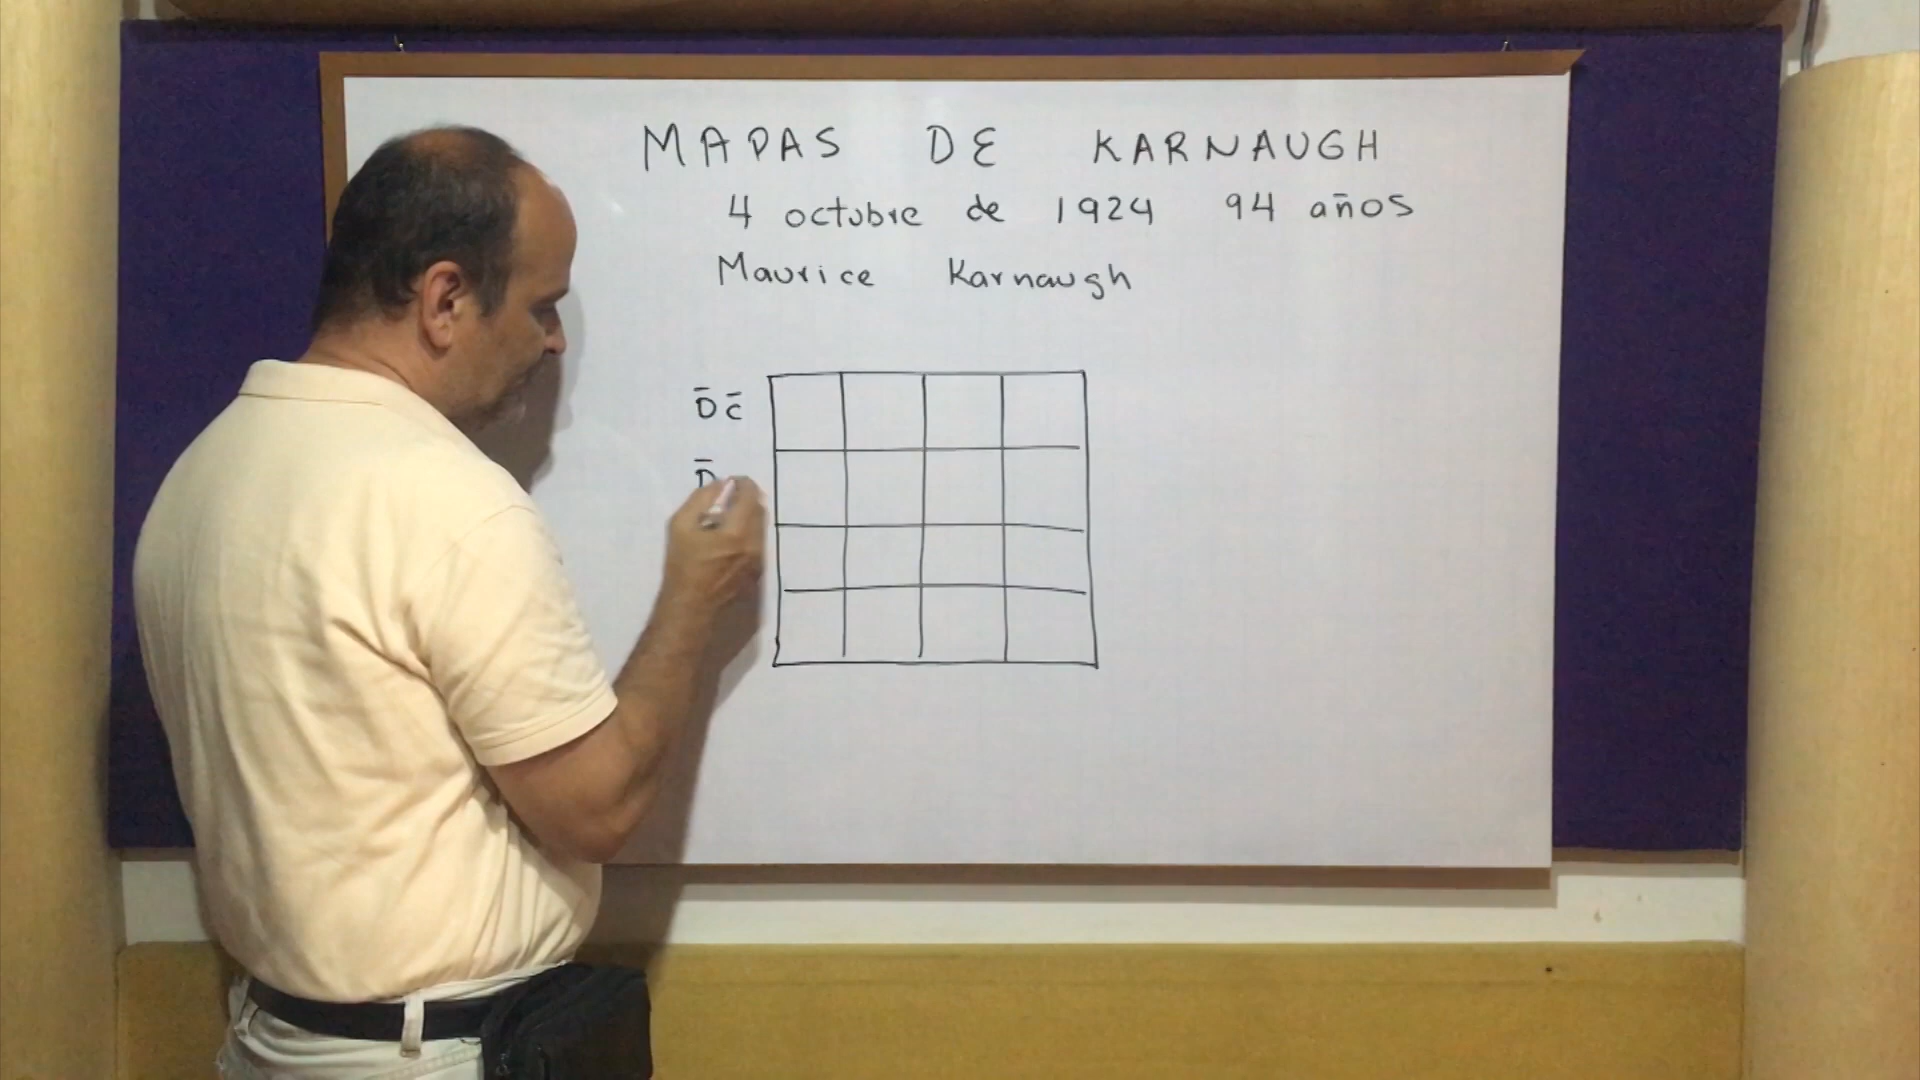 MAPAS DE KARNAUGH
4 octubre de 1924 94 años
Maurice Karnaugh
D̄ C̄
D̄